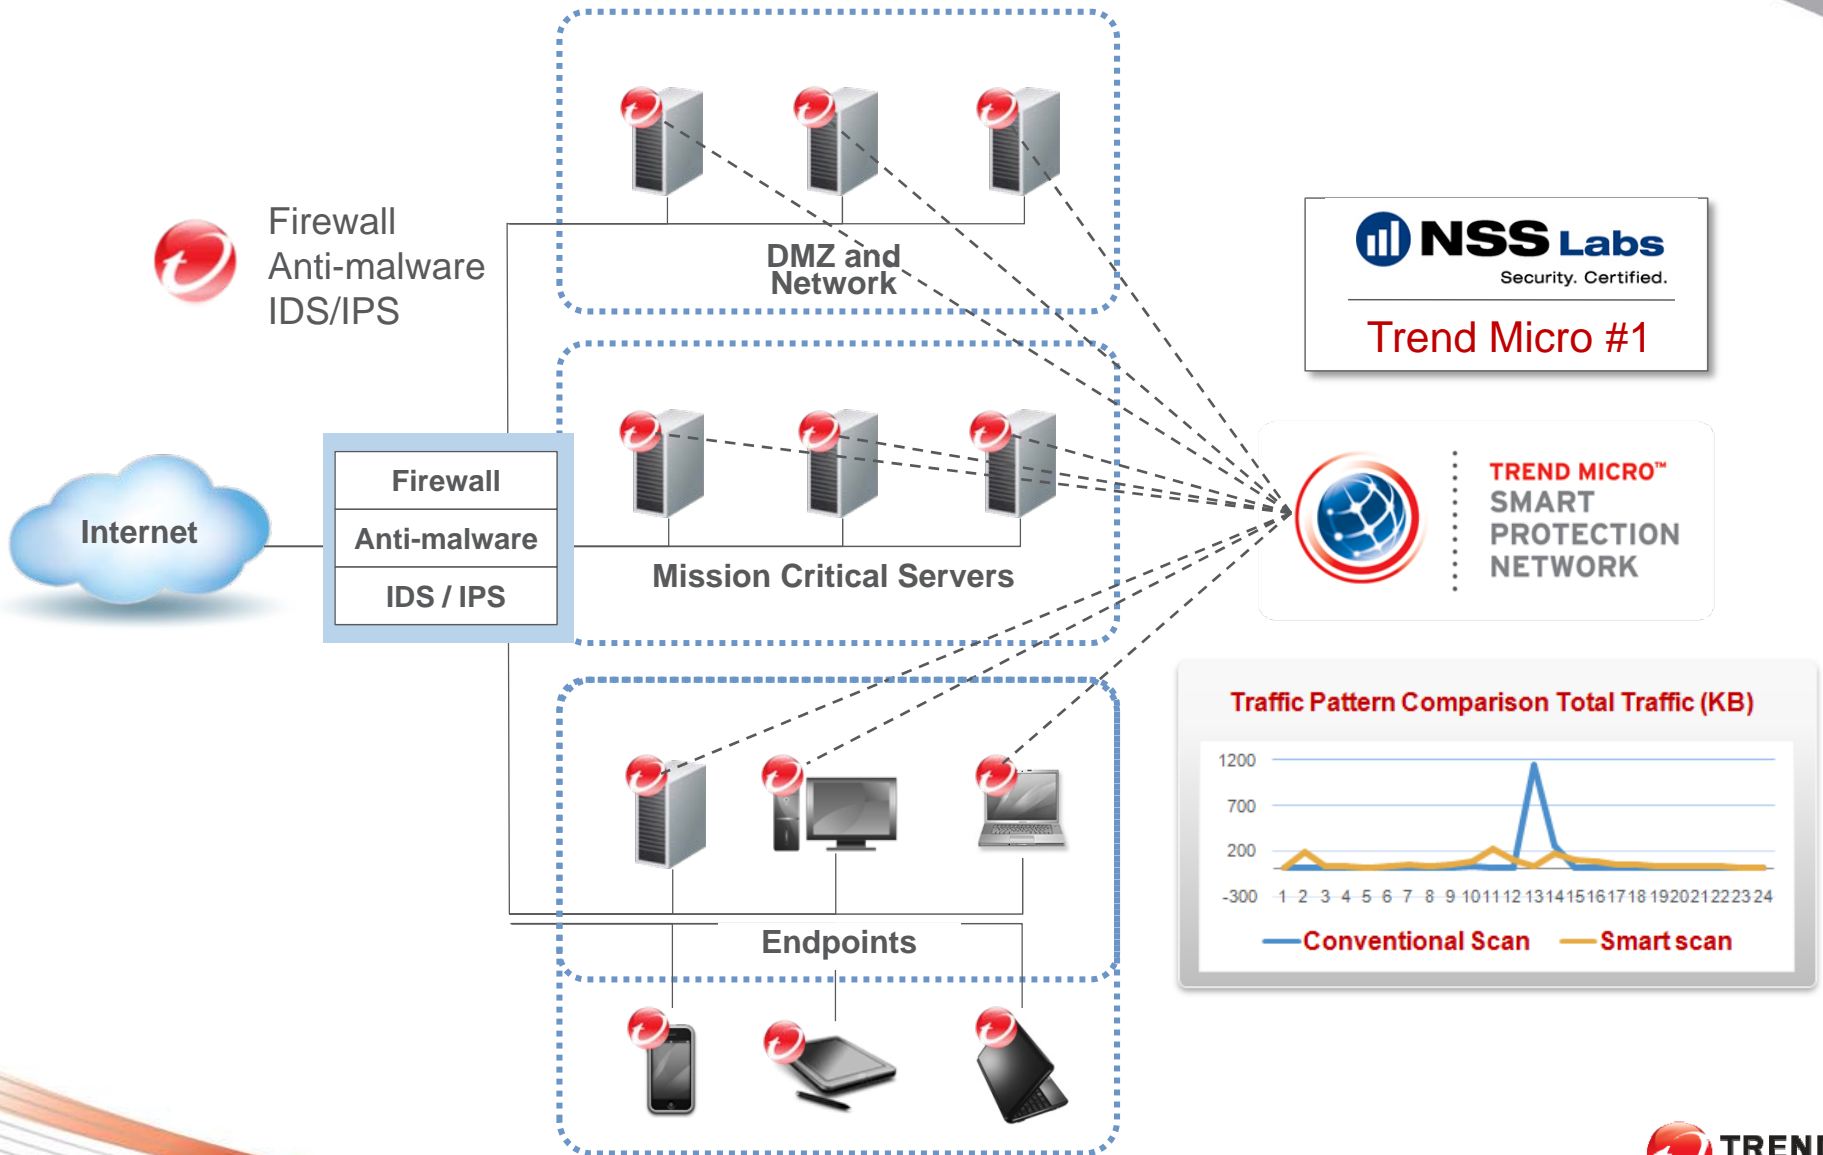 Firewall
Anti-malware
IDS/IPS
DMZ and
Network
NSS Labs
Security. Certified.
Trend Micro #1
Internet
Firewall
Anti-malware
IDS / IPS
Mission Critical Servers
TREND MICRO™
SMART
PROTECTION
NETWORK
Traffic Pattern Comparison Total Traffic (KB)
1200
700
200
-300
1 2 3 4 5 6 7 8 9 10 11 12 13 14 15 16 17 18 19 20 21 22 23 24
Conventional Scan
Smart scan
Endpoints
TREND